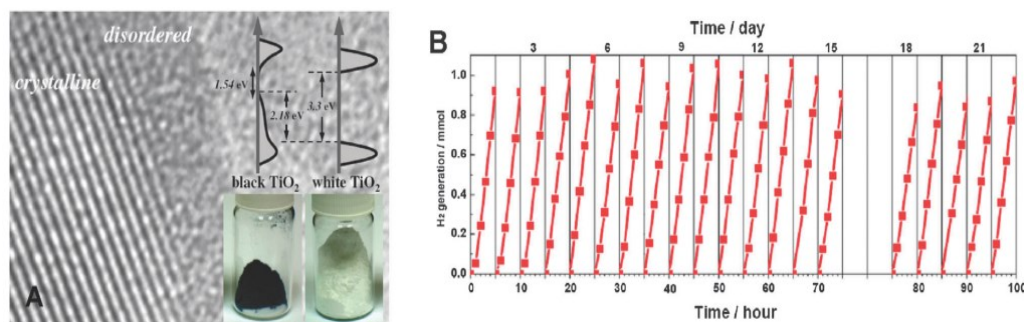 disordered
crystalline
1.54 eV
2.18 eV
3.3 eV
black TiO₂
white TiO₂
A
B
Time / day
3 6 9 12 15 18 21
H₂ generation / mmol
1.0
0.8
0.6
0.4
0.2
0.0
0 10 20 30 40 50 60 70 80 90 100
Time / hour